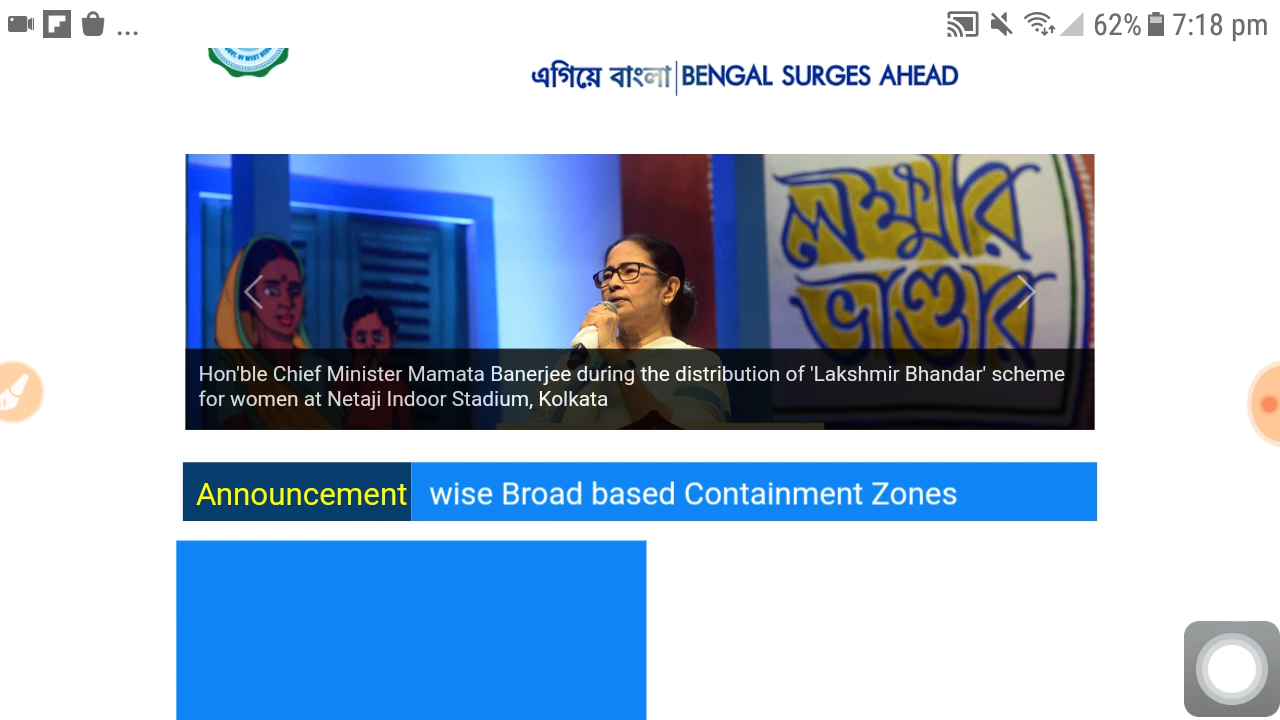 ... 62% 7:18 pm
এগিয়ে বাংলা BENGAL SURGES AHEAD
লক্ষ্মীর
ভাণ্ডার
Hon'ble Chief Minister Mamata Banerjee during the distribution of 'Lakshmir Bhandar' scheme
for women at Netaji Indoor Stadium, Kolkata
Announcement wise Broad based Containment Zones